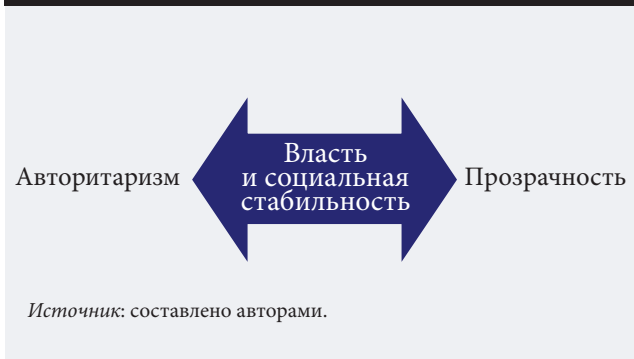 Авторитаризм
Власть
и социальная
стабильность
Прозрачность
Источник: составлено авторами.